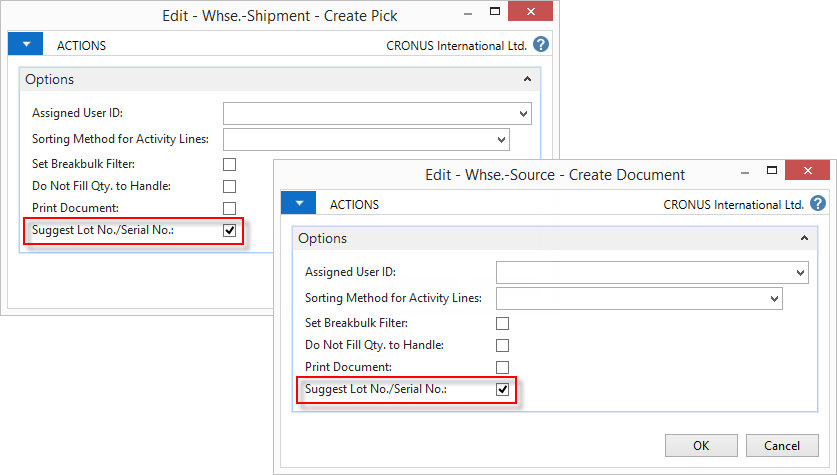 Edit - Whse.-Shipment - Create Pick
ACTIONS
CRONUS International Ltd.
?
Options
Assigned User ID:
Sorting Method for Activity Lines:
Set Breakbulk Filter:
Do Not Fill Qty. to Handle:
Print Document:
Suggest Lot No./Serial No.:
Edit - Whse.-Source - Create Document
ACTIONS
CRONUS International Ltd.
?
Options
Assigned User ID:
Sorting Method for Activity Lines:
Set Breakbulk Filter:
Do Not Fill Qty. to Handle:
Print Document:
Suggest Lot No./Serial No.:
OK
Cancel